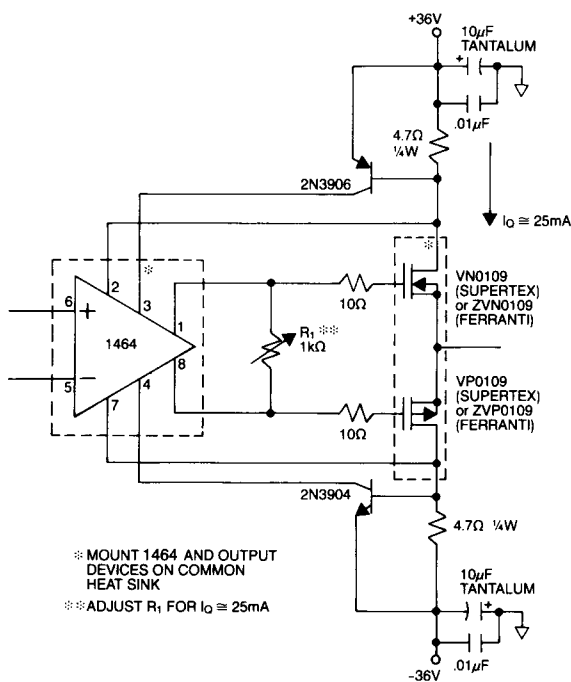 +36V
10µF
TANTALUM
+
.01µF
4.7Ω
¼W
2N3906
I_Q ≅ 25mA
*
*
2
3
6
+
1
1464
8
5
−
4
7
10Ω
R₁ **
1kΩ
10Ω
VN0109
(SUPERTEX)
or ZVN0109
(FERRANTI)
VP0109
(SUPERTEX)
or ZVP0109
(FERRANTI)
2N3904
4.7Ω ¼W
* MOUNT 1464 AND OUTPUT
DEVICES ON COMMON
HEAT SINK
** ADJUST R₁ FOR I_Q ≅ 25mA
10µF
TANTALUM
+
.01µF
−36V